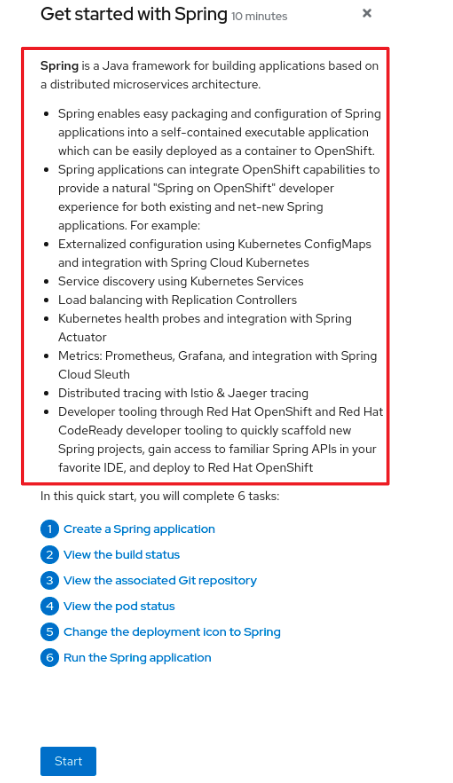 Get started with Spring 10 minutes
Spring is a Java framework for building applications based on
a distributed microservices architecture.
• Spring enables easy packaging and configuration of Spring
applications into a self-contained executable application
which can be easily deployed as a container to OpenShift.
• Spring applications can integrate OpenShift capabilities to
provide a natural "Spring on OpenShift" developer
experience for both existing and net-new Spring
applications. For example:
• Externalized configuration using Kubernetes ConfigMaps
and integration with Spring Cloud Kubernetes
• Service discovery using Kubernetes Services
• Load balancing with Replication Controllers
• Kubernetes health probes and integration with Spring
Actuator
• Metrics: Prometheus, Grafana, and integration with Spring
Cloud Sleuth
• Distributed tracing with Istio & Jaeger tracing
• Developer tooling through Red Hat OpenShift and Red Hat
CodeReady developer tooling to quickly scaffold new
Spring projects, gain access to familiar Spring APIs in your
favorite IDE, and deploy to Red Hat OpenShift
In this quick start, you will complete 6 tasks:
1 Create a Spring application
2 View the build status
3 View the associated Git repository
4 View the pod status
5 Change the deployment icon to Spring
6 Run the Spring application
Start